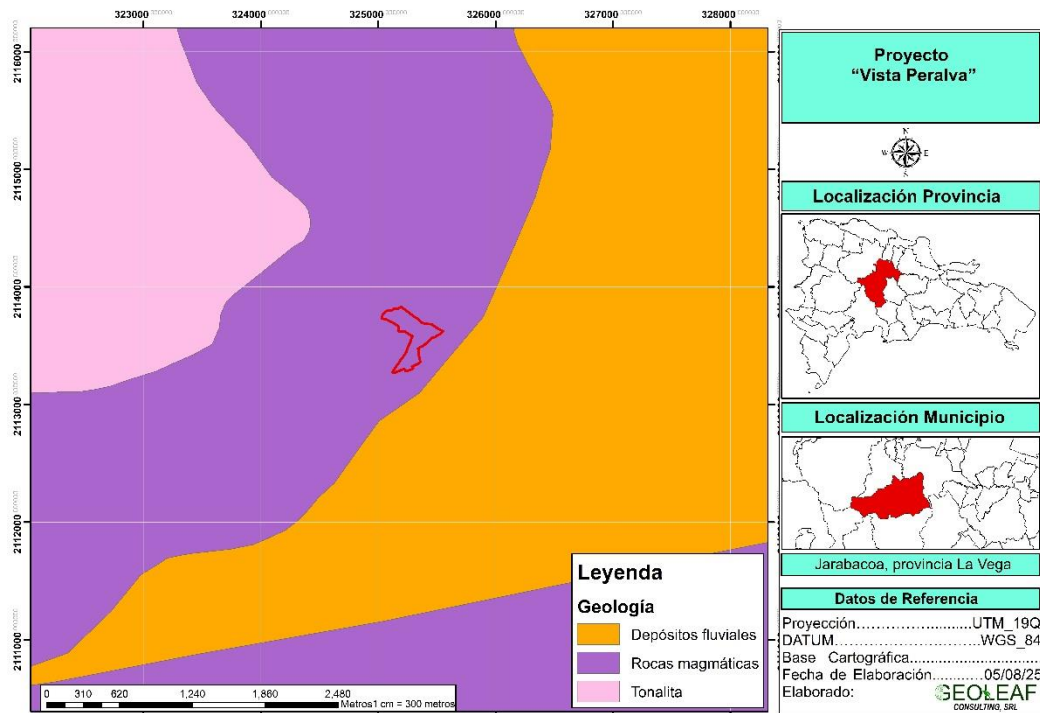 323000 324000 325000 326000 327000 328000
2116000
2115000
2114000
2113000
2112000
2111000
Leyenda
Geología
Depósitos fluviales
Rocas magmáticas
Tonalita
0 310 620 1,240 1,860 2,480
Metros1 cm = 300 metros
Proyecto
“Vista Peralva”
N
W E
S
Localización Provincia
Localización Municipio
Jarabacoa, provincia La Vega
Datos de Referencia
Proyección..................UTM_19Q
DATUM.....................WGS_84
Base Cartográfica..................
Fecha de Elaboración.......05/08/25
Elaborado:
GEOLEAF
CONSULTING, SRL